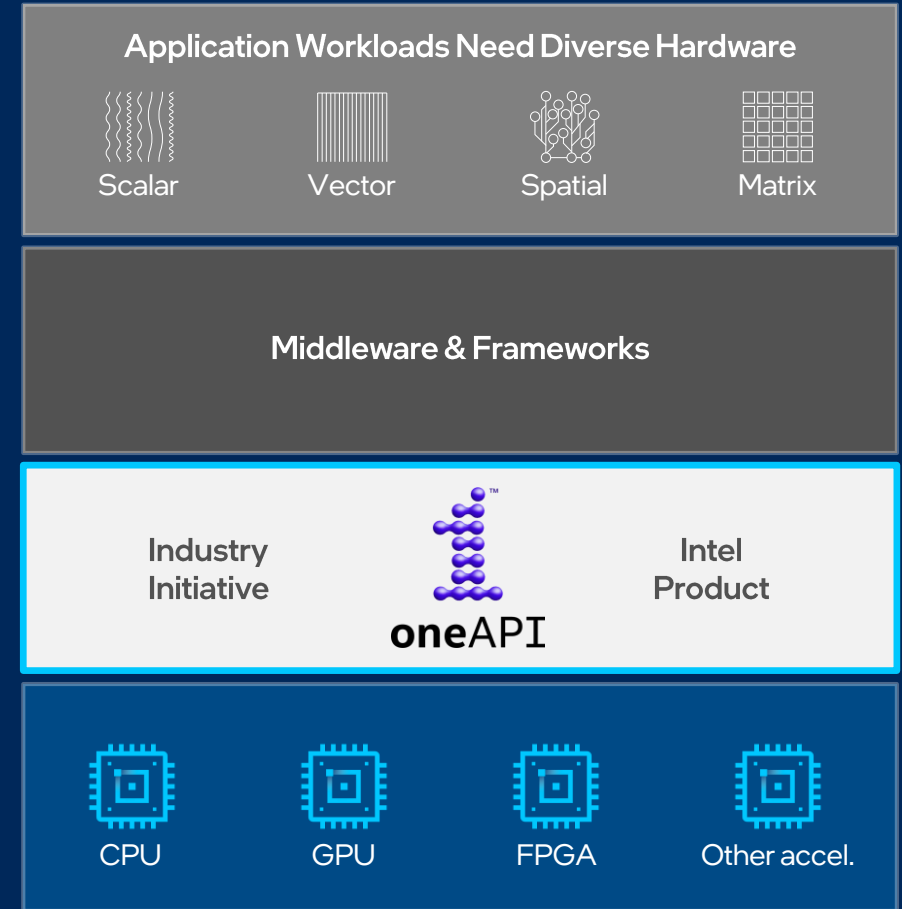 Application Workloads Need Diverse Hardware
Scalar
Vector
Spatial
Matrix
Middleware & Frameworks
Industry
Initiative
™
oneAPI
Intel
Product
CPU
GPU
FPGA
Other accel.